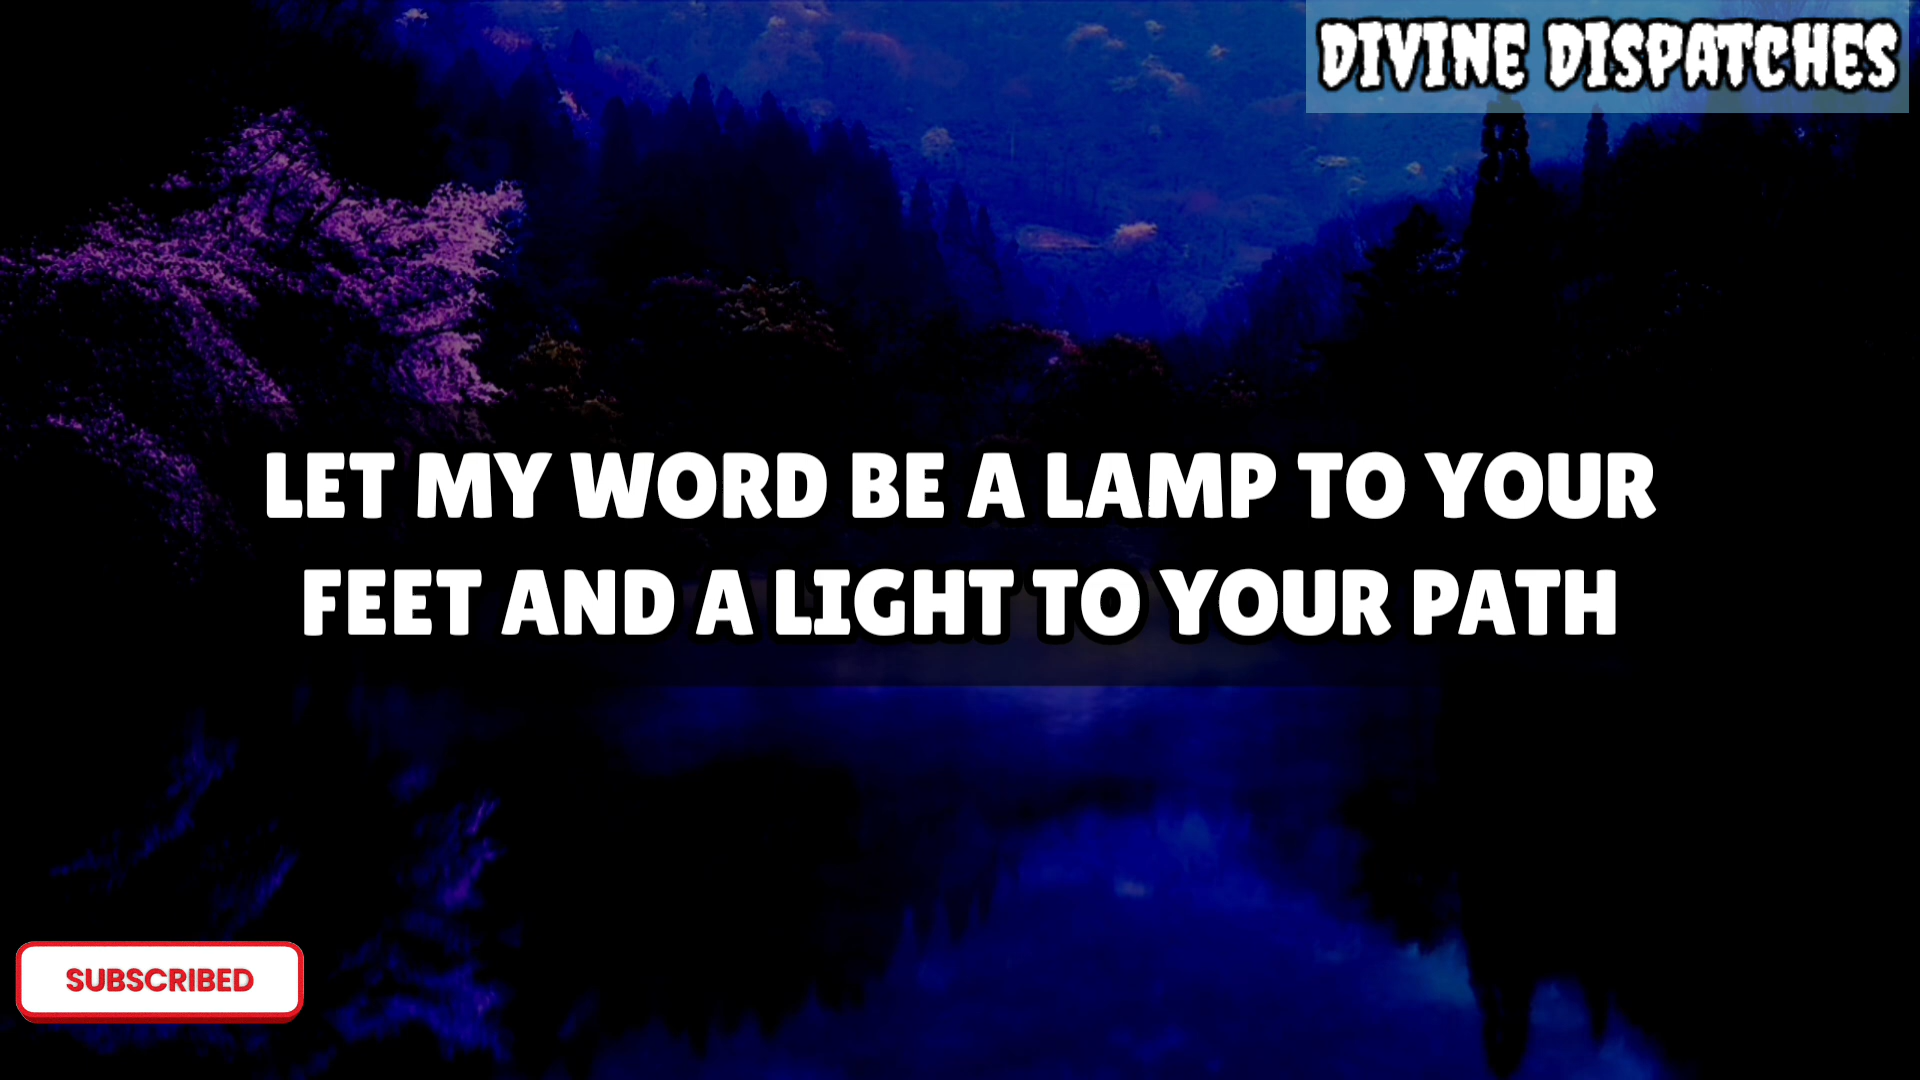 DIVINE DISPATCHES
LET MY WORD BE A LAMP TO YOUR
FEET AND A LIGHT TO YOUR PATH
SUBSCRIBED